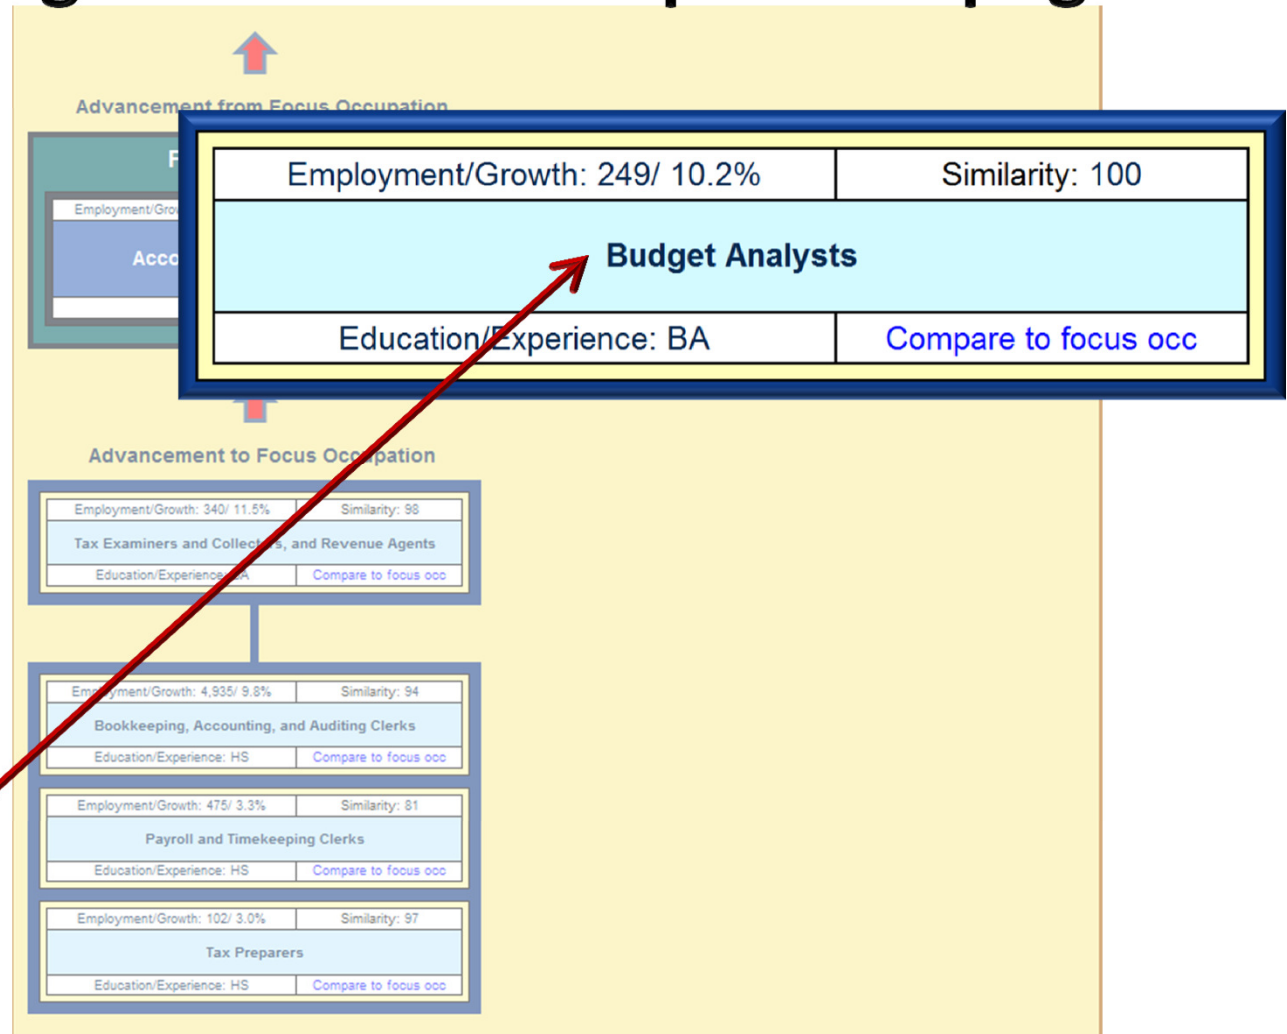 Advancement from Focus Occupation
Employment/Growth: 249/ 10.2%
Similarity: 100
Budget Analysts
Education/Experience: BA
Compare to focus occ
Advancement to Focus Occupation
Employment/Growth: 340/ 11.5%
Similarity: 98
Tax Examiners and Collectors, and Revenue Agents
Education/Experience: BA
Compare to focus occ
Employment/Growth: 4,935/ 9.8%
Similarity: 94
Bookkeeping, Accounting, and Auditing Clerks
Education/Experience: HS
Compare to focus occ
Employment/Growth: 475/ 3.3%
Similarity: 81
Payroll and Timekeeping Clerks
Education/Experience: HS
Compare to focus occ
Employment/Growth: 102/ 3.0%
Similarity: 97
Tax Preparers
Education/Experience: HS
Compare to focus occ